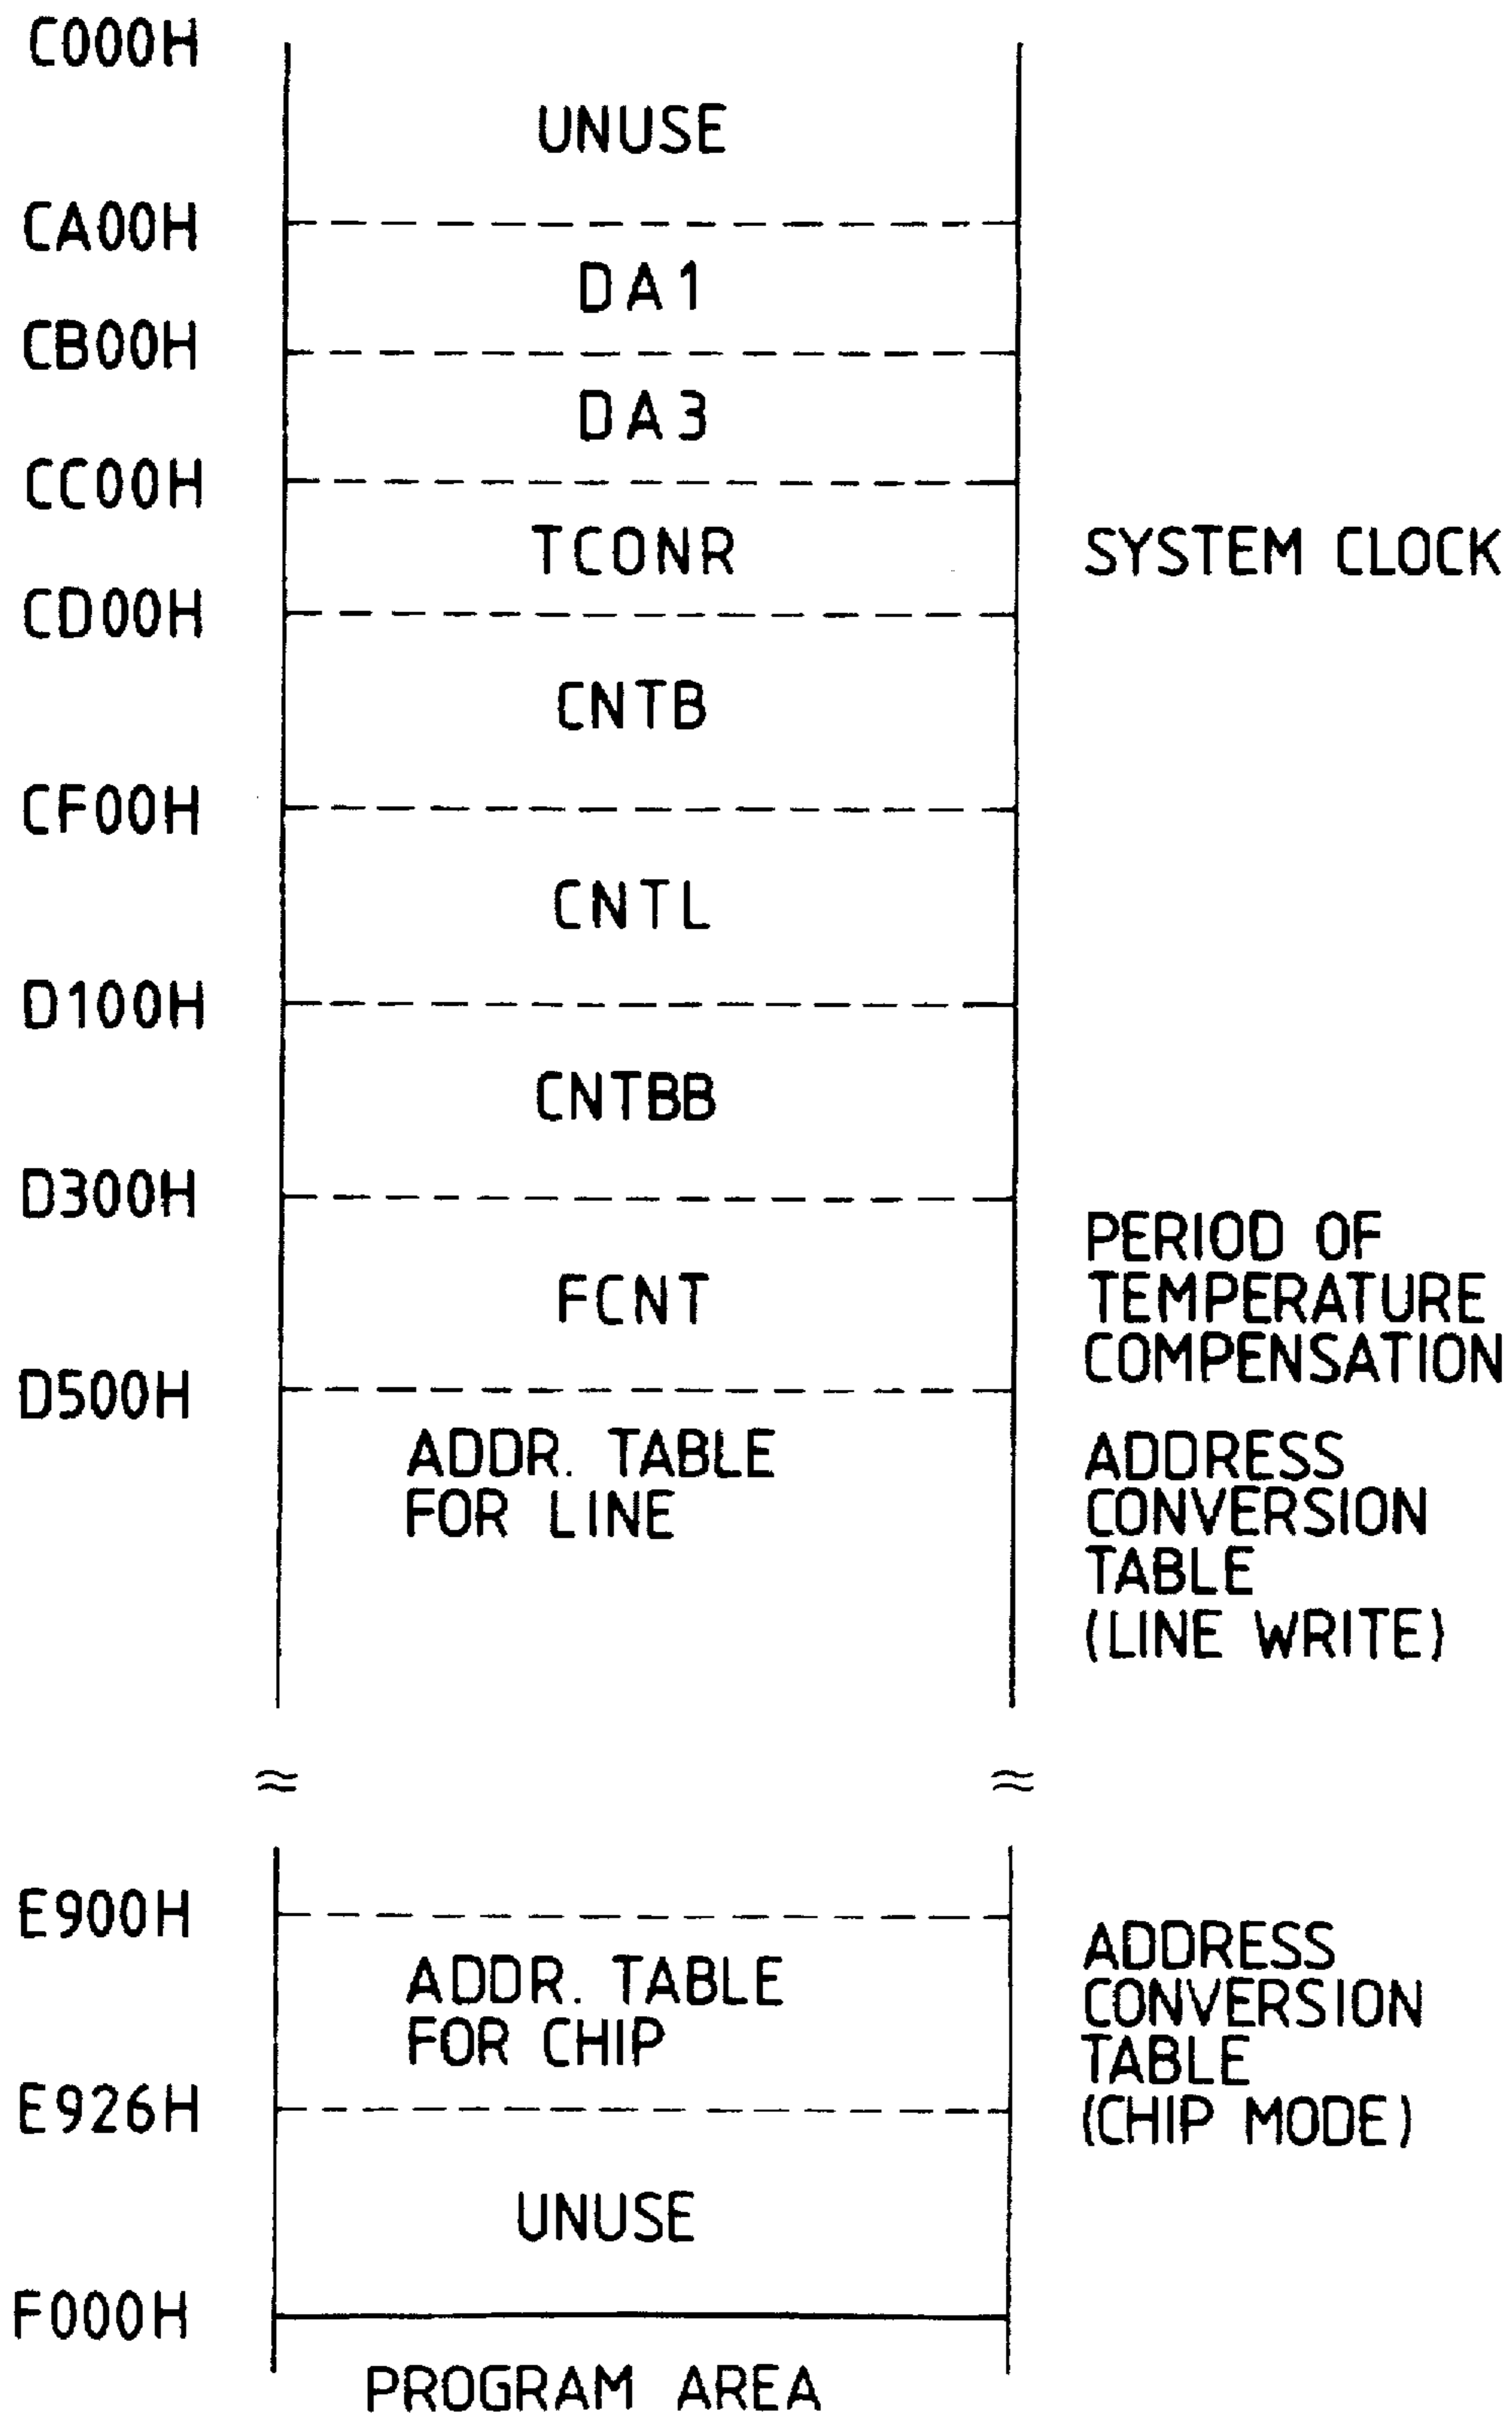 C000H
UNUSE
CA00H
DA1
CB00H
DA3
CC00H
TCONR
SYSTEM CLOCK
CD00H
CNTB
CF00H
CNTL
D100H
CNTBB
D300H
FCNT
PERIOD OF
TEMPERATURE
COMPENSATION
D500H
ADDR. TABLE
FOR LINE
ADDRESS
CONVERSION
TABLE
(LINE WRITE)
E900H
ADDR. TABLE
FOR CHIP
ADDRESS
CONVERSION
TABLE
(CHIP MODE)
E926H
UNUSE
F000H
PROGRAM AREA